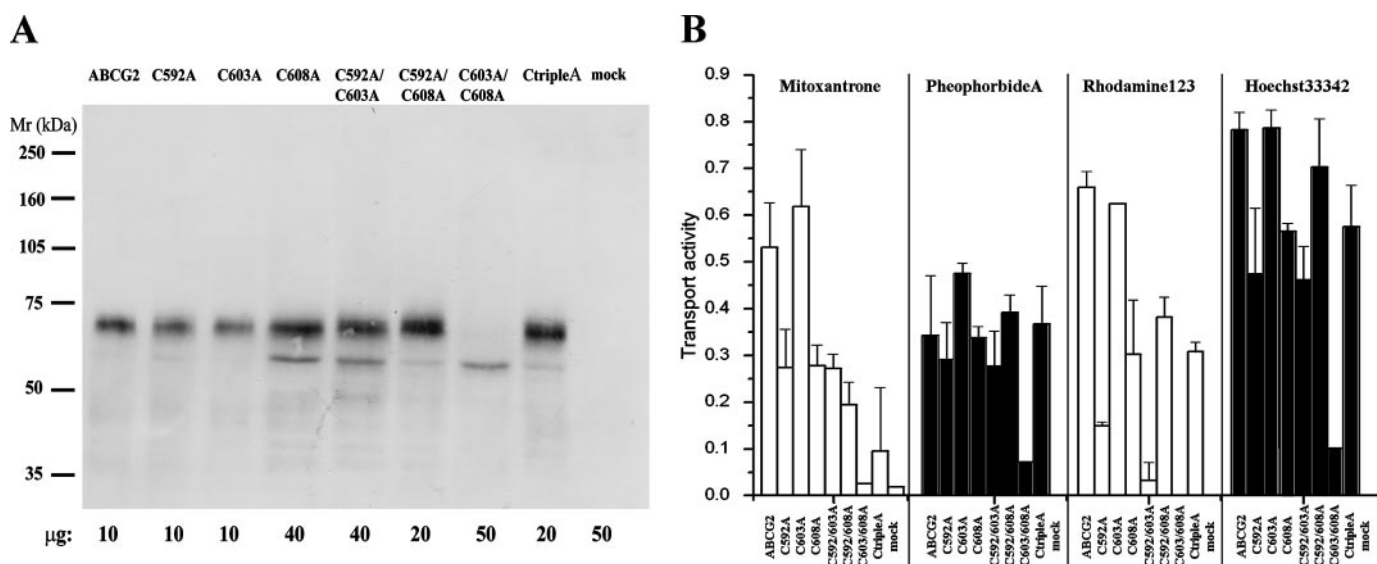 A
ABCG2 C592A C603A C608A C592A/ C592A/ C603A/ CtripleA mock
C603A C608A C608A
Mr (kDa)
250
160
105
75
50
35
μg: 10 10 10 40 40 20 50 20 50
B
0.9
0.8
0.7
0.6
0.5
0.4
0.3
0.2
0.1
0.0
Transport activity
Mitoxantrone PheophorbideA Rhodamine123 Hoechst33342
ABCG2 C592A C603A C608A C592/603A C592/608A C603/608A CtripleA mock
ABCG2 C592A C603A C608A C592/603A C592/608A C603/608A CtripleA mock
ABCG2 C592A C603A C608A C592/603A C592/608A C603/608A CtripleA mock
ABCG2 C592A C603A C608A C592/603A C592/608A C603/608A CtripleA mock